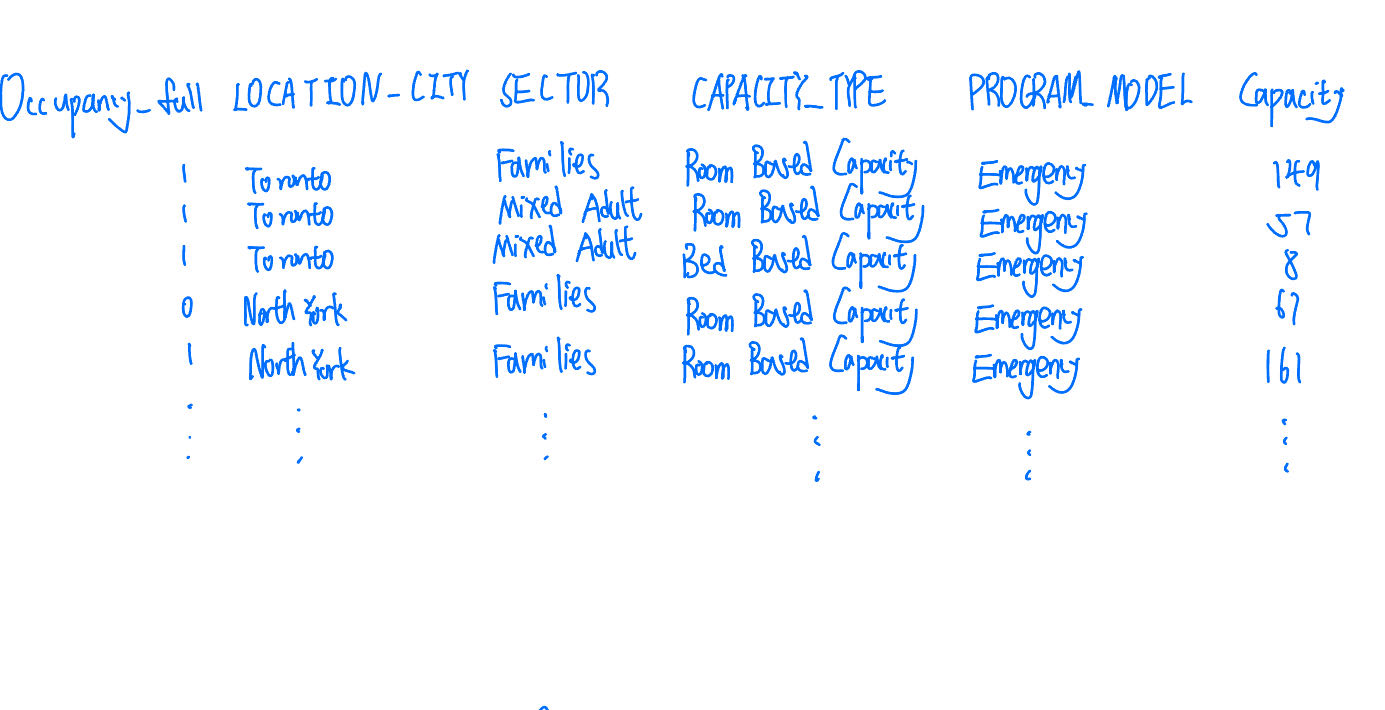 Occupancy_full LOCATION_CITY SECTOR CAPACITY_TYPE PROGRAM_MODEL Capacity
1 Toronto Families Room Based Capacity Emergency 149
1 Toronto Mixed Adult Room Based Capacity Emergency 57
1 Toronto Mixed Adult Bed Based Capacity Emergency 8
0 North York Families Room Based Capacity Emergency 67
1 North York Families Room Based Capacity Emergency 161